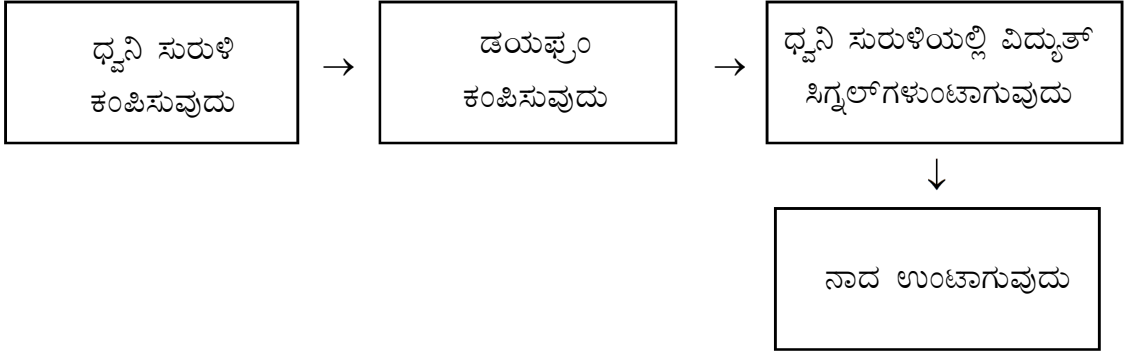 ಧ್ವನಿ ಸುರುಳಿ
ಕಂಪಿಸುವುದು
→
ಡಯಫ್ರಂ
ಕಂಪಿಸುವುದು
→
ಧ್ವನಿ ಸುರುಳಿಯಲ್ಲಿ ವಿದ್ಯುತ್
ಸಿಗ್ನಲ್‌ಗಳುಂಟಾಗುವುದು
↓
ನಾದ ಉಂಟಾಗುವುದು